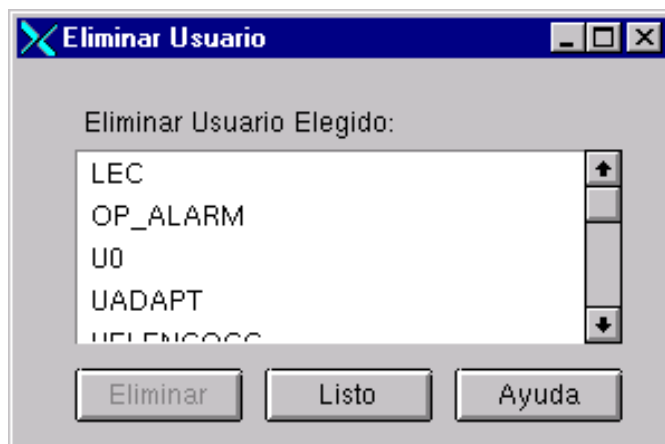 Eliminar Usuario
Eliminar Usuario Elegido:
LEC
OP_ALARM
U0
UADAPT
Eliminar
Listo
Ayuda